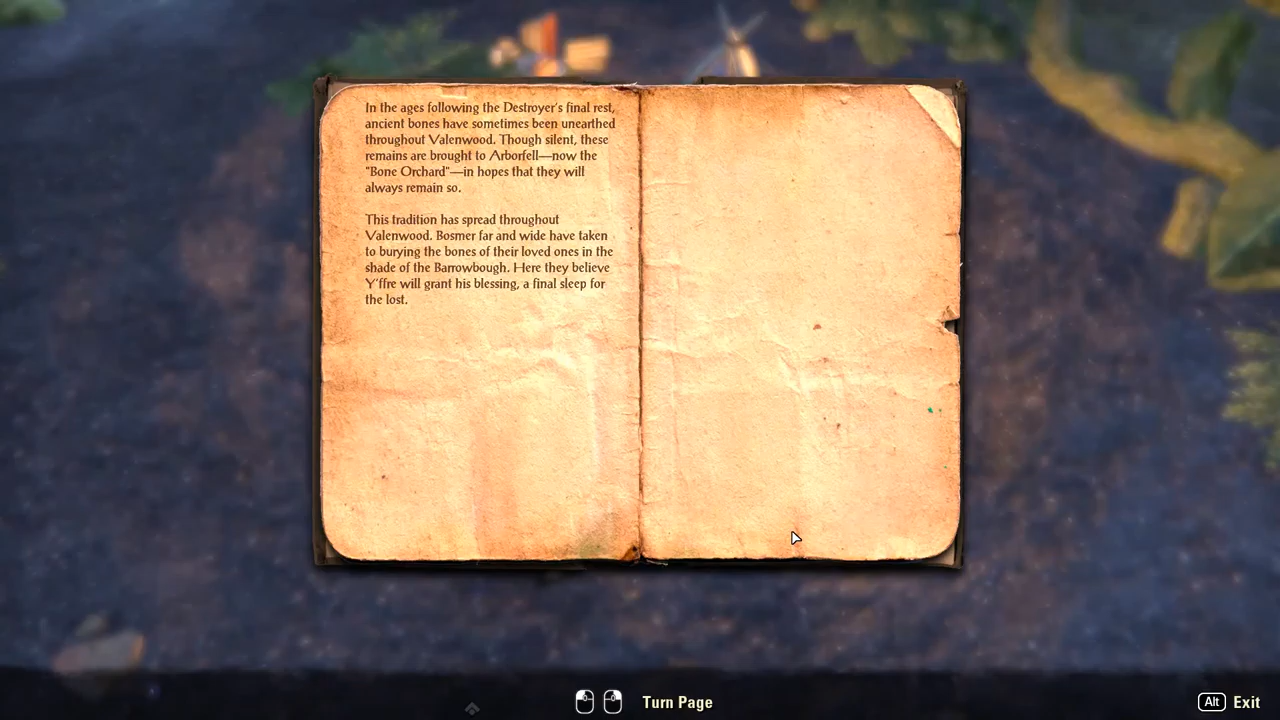 In the ages following the Destroyer's final rest,
ancient bones have sometimes been unearthed
throughout Valenwood. Though silent, these
remains are brought to Arborfell—now the
"Bone Orchard"—in hopes that they will
always remain so.
This tradition has spread throughout
Valenwood. Bosmer far and wide have taken
to burying the bones of their loved ones in the
shade of the Barrowbough. Here they believe
Y'ffre will grant his blessing, a final sleep for
the lost.
Turn Page
Alt Exit